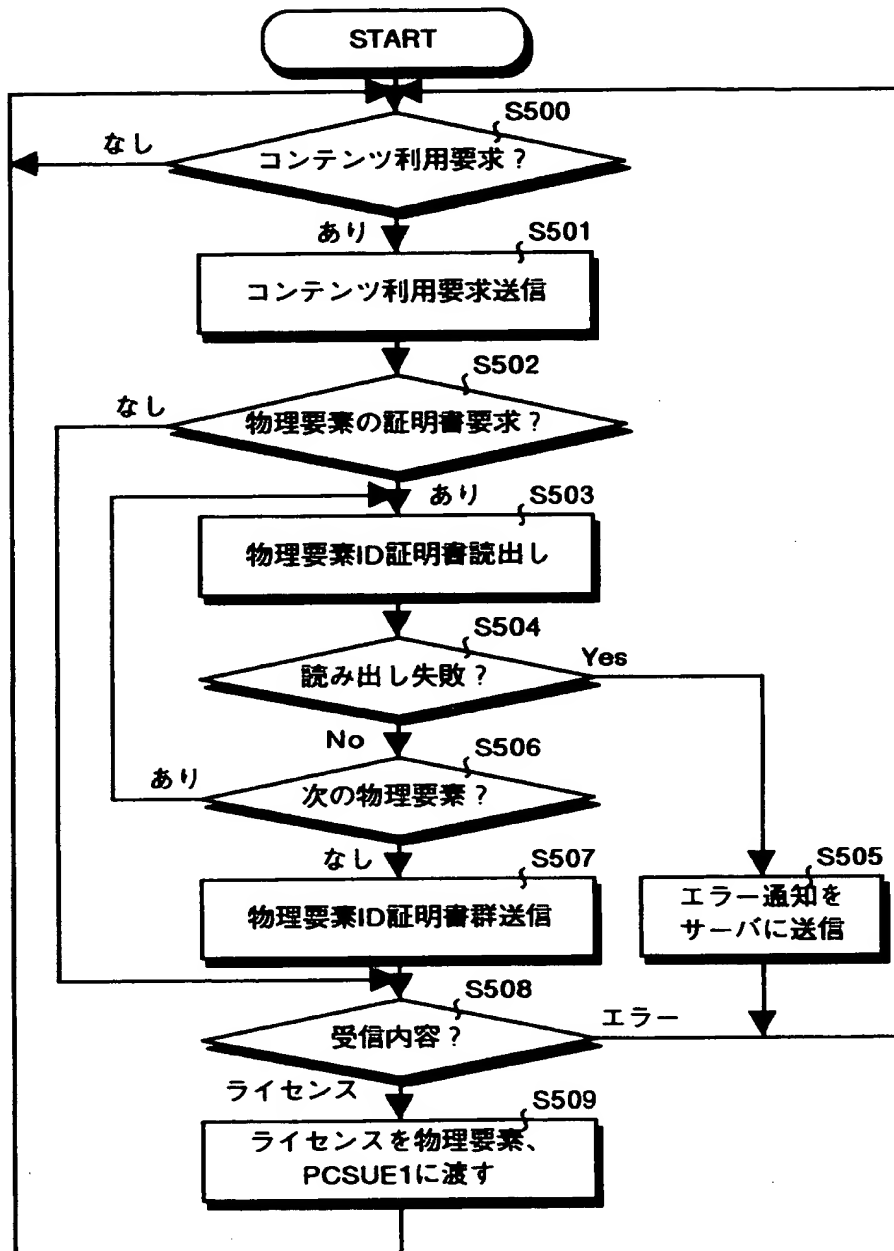 START
S500
なし
コンテンツ利用要求?
あり
S501
コンテンツ利用要求送信
S502
なし
物理要素の証明書要求?
あり
S503
物理要素ID証明書読出し
S504
読み出し失敗?
Yes
No
S506
あり
次の物理要素?
なし
S507
物理要素ID証明書群送信
S505
エラー通知を
サーバに送信
S508
受信内容?
エラー
ライセンス
S509
ライセンスを物理要素、
PCSUE1に渡す